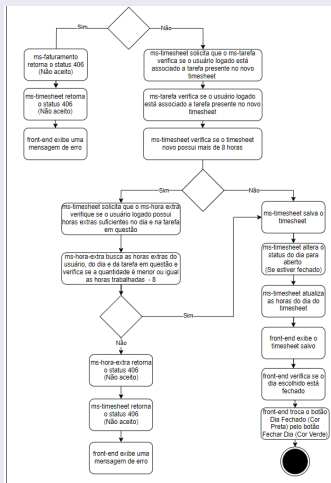 Sim
Não
ms-faturamento
retorna o status 406
(Não aceito)
ms-timesheet solicita que o ms-tarefa
verifica se o usuário logado está
associado a tarefa presente no novo
timesheet
ms-timesheet retorna
o status 406
(Não aceito)
ms-tarefa verifica se o usuário logado
está associado a tarefa presente no novo
timesheet
front-end exibe uma
mensagem de erro
ms-timesheet verifica se o timesheet
novo possui mais de 8 horas
Sim
Não
ms-timesheet solicita que o ms-hora extra
verifique se o usuário logado possui
horas extras suficientes no dia e na tarefa
em questão
ms-timesheet salva o
timesheet
ms-hora-extra busca as horas extras do
usuário, do dia e da tarefa em questão e
verifica se a quantidade é menor ou igual
as horas trabalhadas - 8
ms-timesheet altera o
status do dia para
aberto
(Se estiver fechado)
Sim
ms-timesheet atualiza
as horas do dia do
timesheet
Não
front-end exibe o
timesheet salvo
ms-hora-extra retorna
o status 406
(Não aceito)
front-end verifica se o
dia escolhido está
fechado
ms-timesheet retorna
o status 406
(Não aceito)
front-end troca o botão
Dia Fechado (Cor
Preta) pelo botão
Fechar Dia (Cor Verde)
front-end exibe uma
mensagem de erro